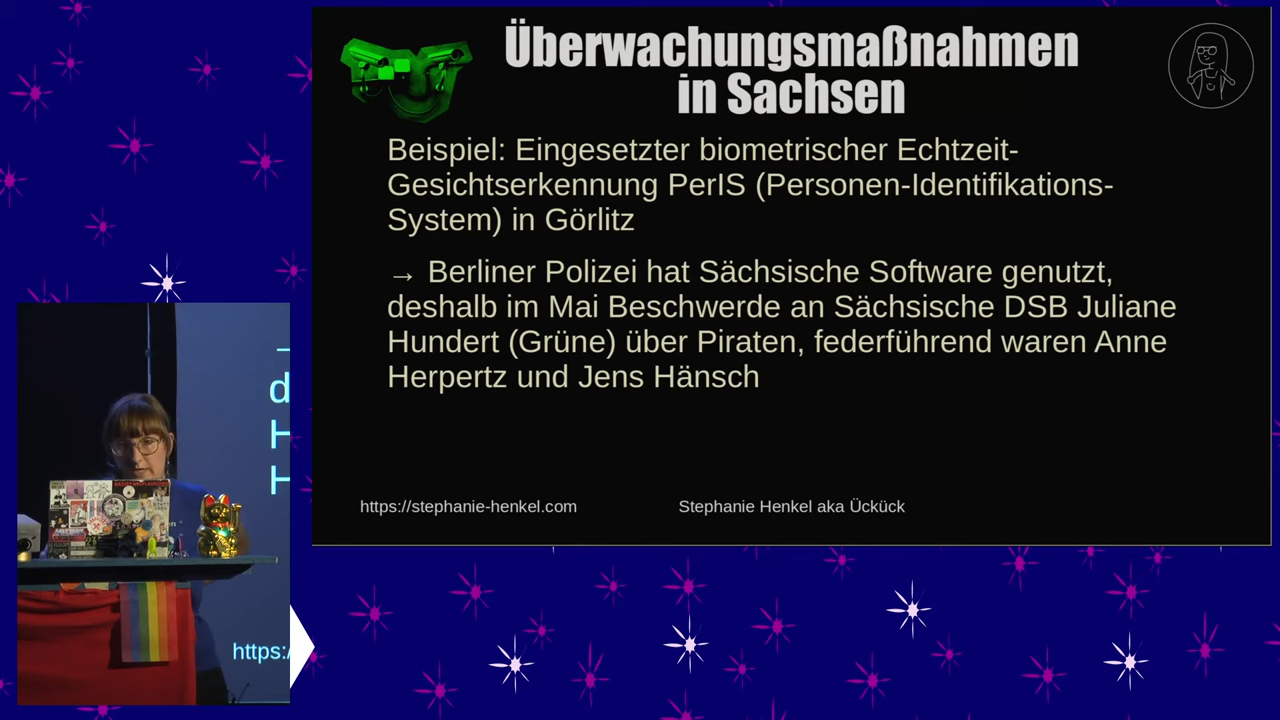 Überwachungsmaßnahmen
in Sachsen
Beispiel: Eingesetzter biometrischer Echtzeit-
Gesichtserkennung PerIS (Personen-Identifikations-
System) in Görlitz
→ Berliner Polizei hat Sächsische Software genutzt,
deshalb im Mai Beschwerde an Sächsische DSB Juliane
Hundert (Grüne) über Piraten, federführend waren Anne
Herpertz und Jens Hänsch
https://stephanie-henkel.com
Stephanie Henkel aka Ückück
d
H
H
https:/